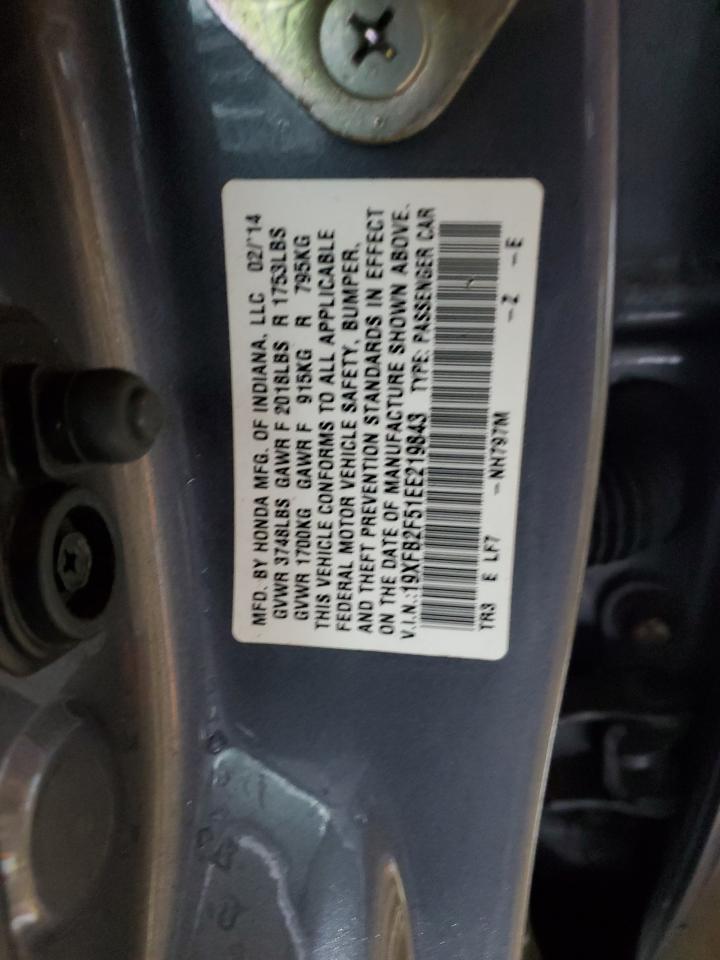 MFD. BY HONDA MFG. OF INDIANA, LLC 02/'14
GVWR 3748LBS GAWR F 2018LBS R 1753LBS
GVWR 1700KG GAWR F 915KG R 795KG
THIS VEHICLE CONFORMS TO ALL APPLICABLE
FEDERAL MOTOR VEHICLE SAFETY, BUMPER,
AND THEFT PREVENTION STANDARDS IN EFFECT
ON THE DATE OF MANUFACTURE SHOWN ABOVE.
V.I.N.:19XFB2F51EE219843 TYPE: PASSENGER CAR
TR3 E LF7 -NH797M -Z -E